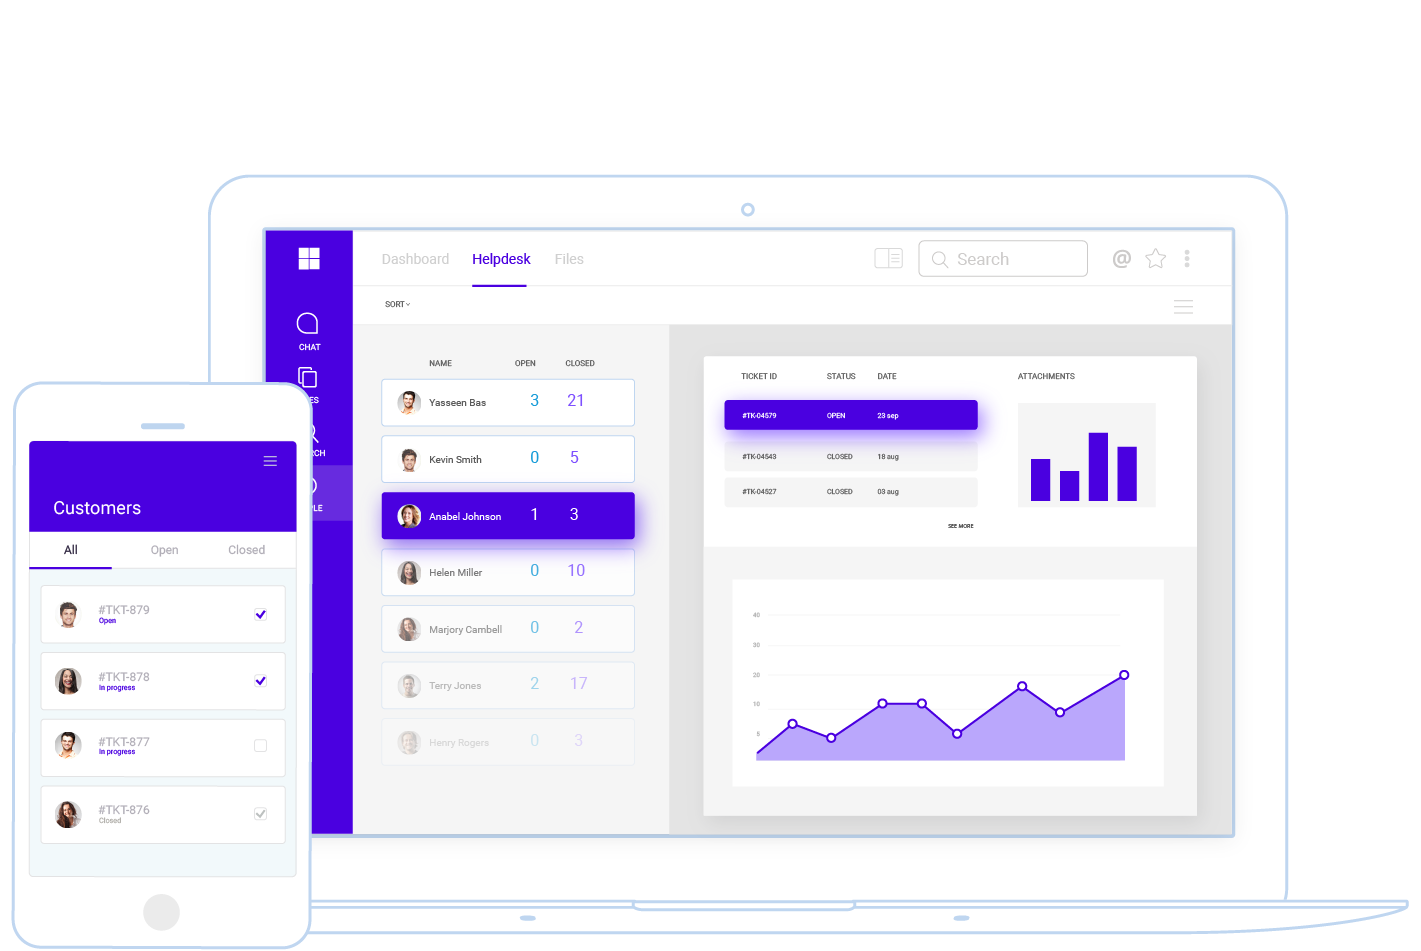 Dashboard Helpdesk Files Search @
SORT
CHAT
NAME OPEN CLOSED
Yasseen Bas 3 21
Kevin Smith 0 5
Anabel Johnson 1 3
Helen Miller 0 10
Marjory Cambell 0 2
Terry Jones 2 17
Henry Rogers 0 3
TICKET ID STATUS DATE
#TK-04579 OPEN 23 sep
#TK-04543 CLOSED 18 aug
#TK-04527 CLOSED 03 aug
SEE MORE
ATTACHMENTS
40
30
20
10
5
Customers
All Open Closed
#TKT-879
Open
#TKT-878
In progress
#TKT-877
In progress
#TKT-876
Closed